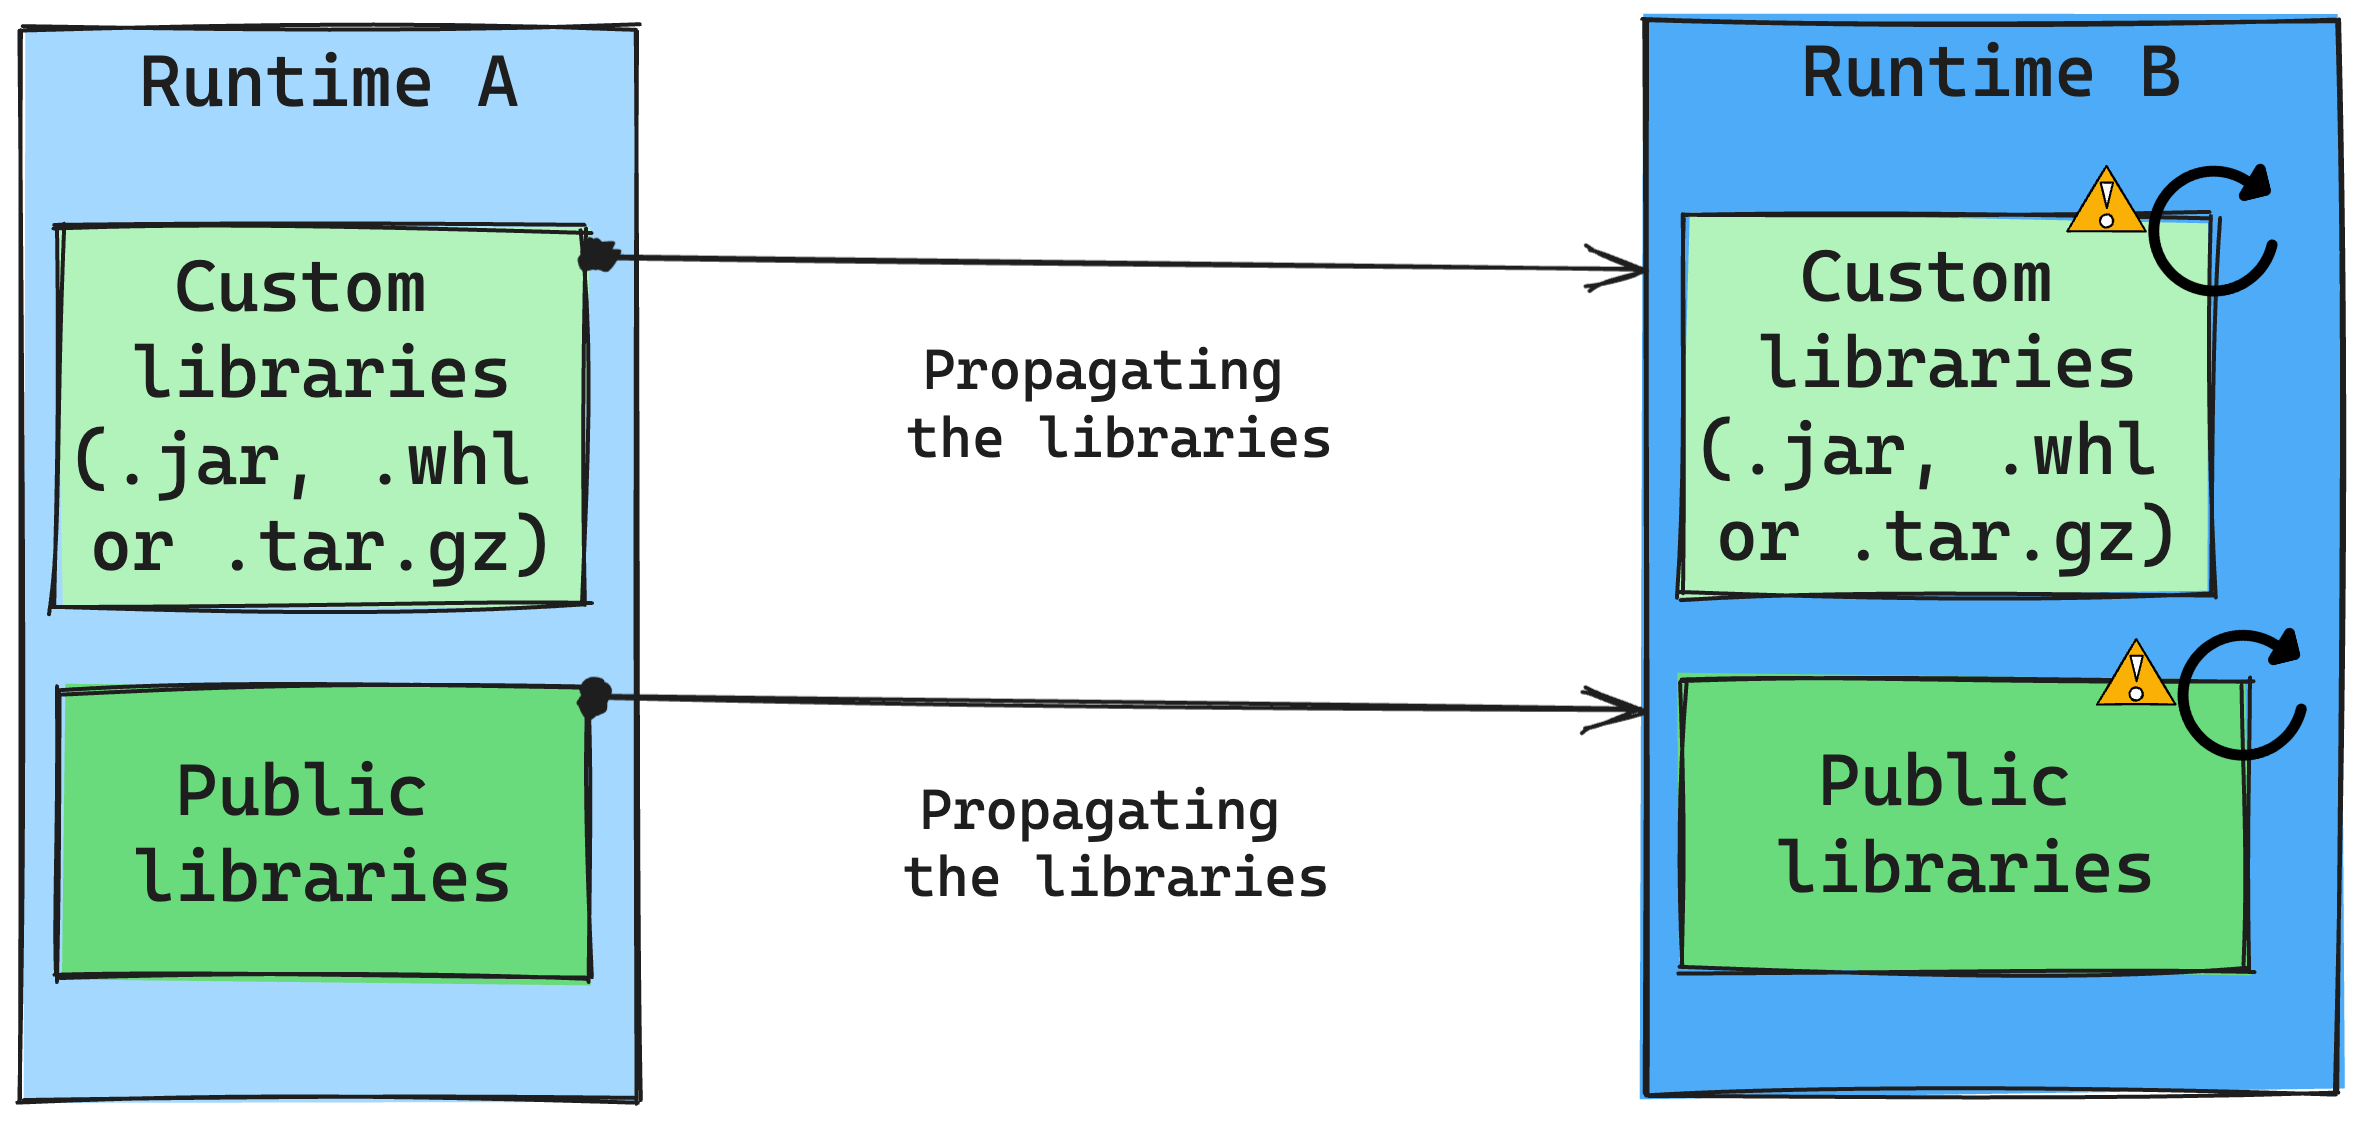 Runtime A
Custom
libraries
(.jar, .whl
or .tar.gz)
Public
libraries
Propagating
the libraries
Propagating
the libraries
Runtime B
Custom
libraries
(.jar, .whl
or .tar.gz)
Public
libraries